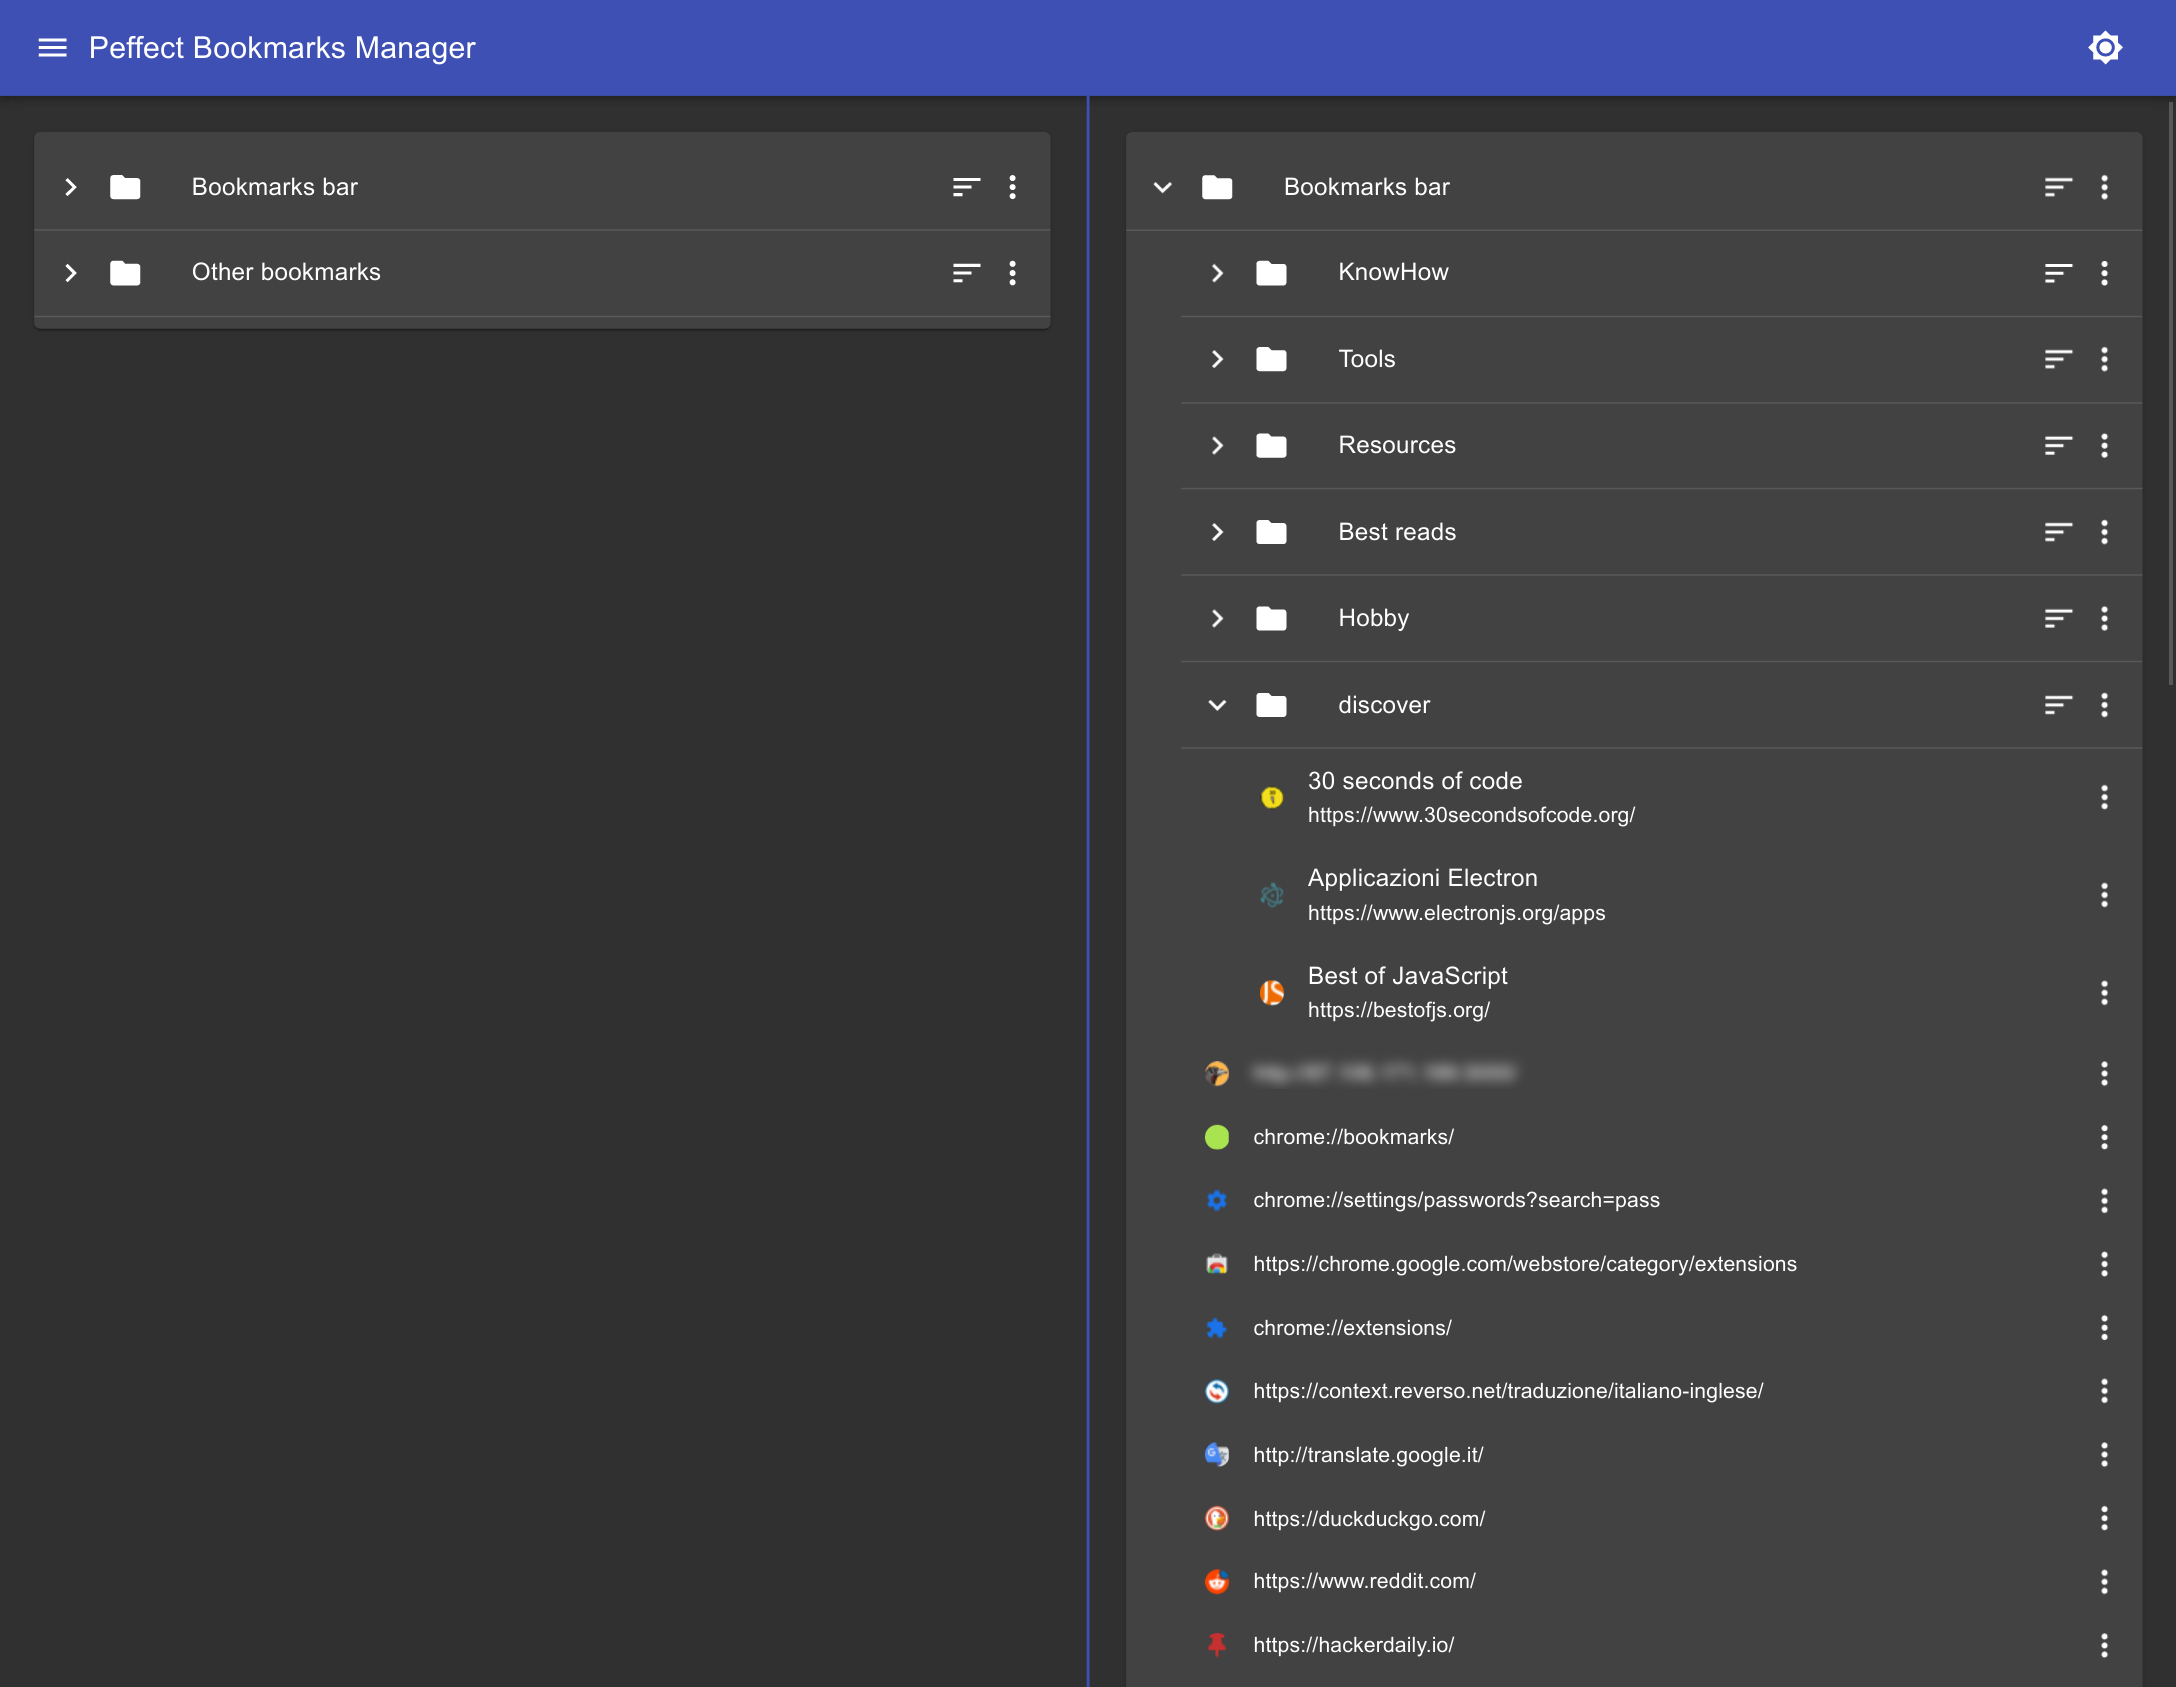 Peffect Bookmarks Manager
Bookmarks bar
Other bookmarks
Bookmarks bar
KnowHow
Tools
Resources
Best reads
Hobby
discover
30 seconds of code
https://www.30secondsofcode.org/
Applicazioni Electron
https://www.electronjs.org/apps
Best of JavaScript
https://bestofjs.org/
chrome://bookmarks/
chrome://settings/passwords?search=pass
https://chrome.google.com/webstore/category/extensions
chrome://extensions/
https://context.reverso.net/traduzione/italiano-inglese/
http://translate.google.it/
https://duckduckgo.com/
https://www.reddit.com/
https://hackerdaily.io/